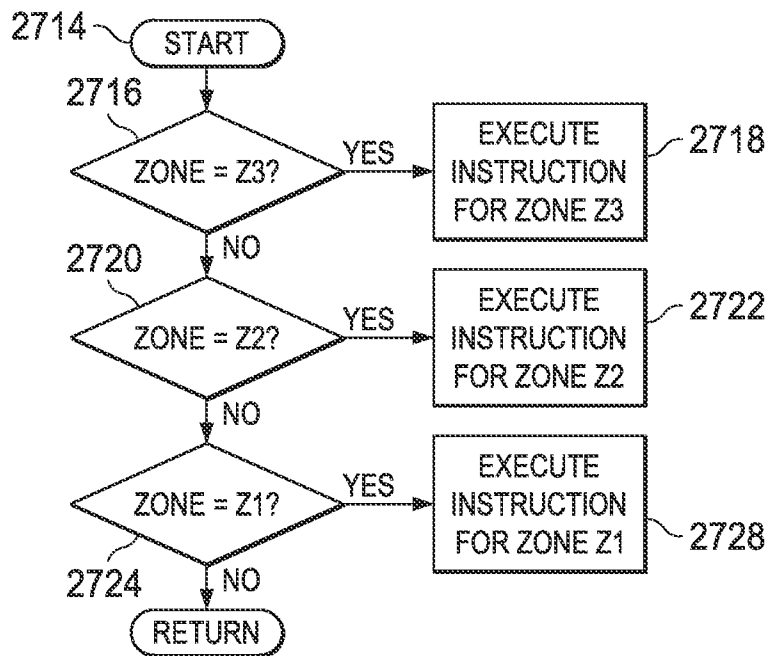 2714
START
2716
ZONE = Z3?
YES
EXECUTE
INSTRUCTION
FOR ZONE Z3
2718
NO
2720
ZONE = Z2?
YES
EXECUTE
INSTRUCTION
FOR ZONE Z2
2722
NO
ZONE = Z1?
YES
EXECUTE
INSTRUCTION
FOR ZONE Z1
2728
2724
NO
RETURN